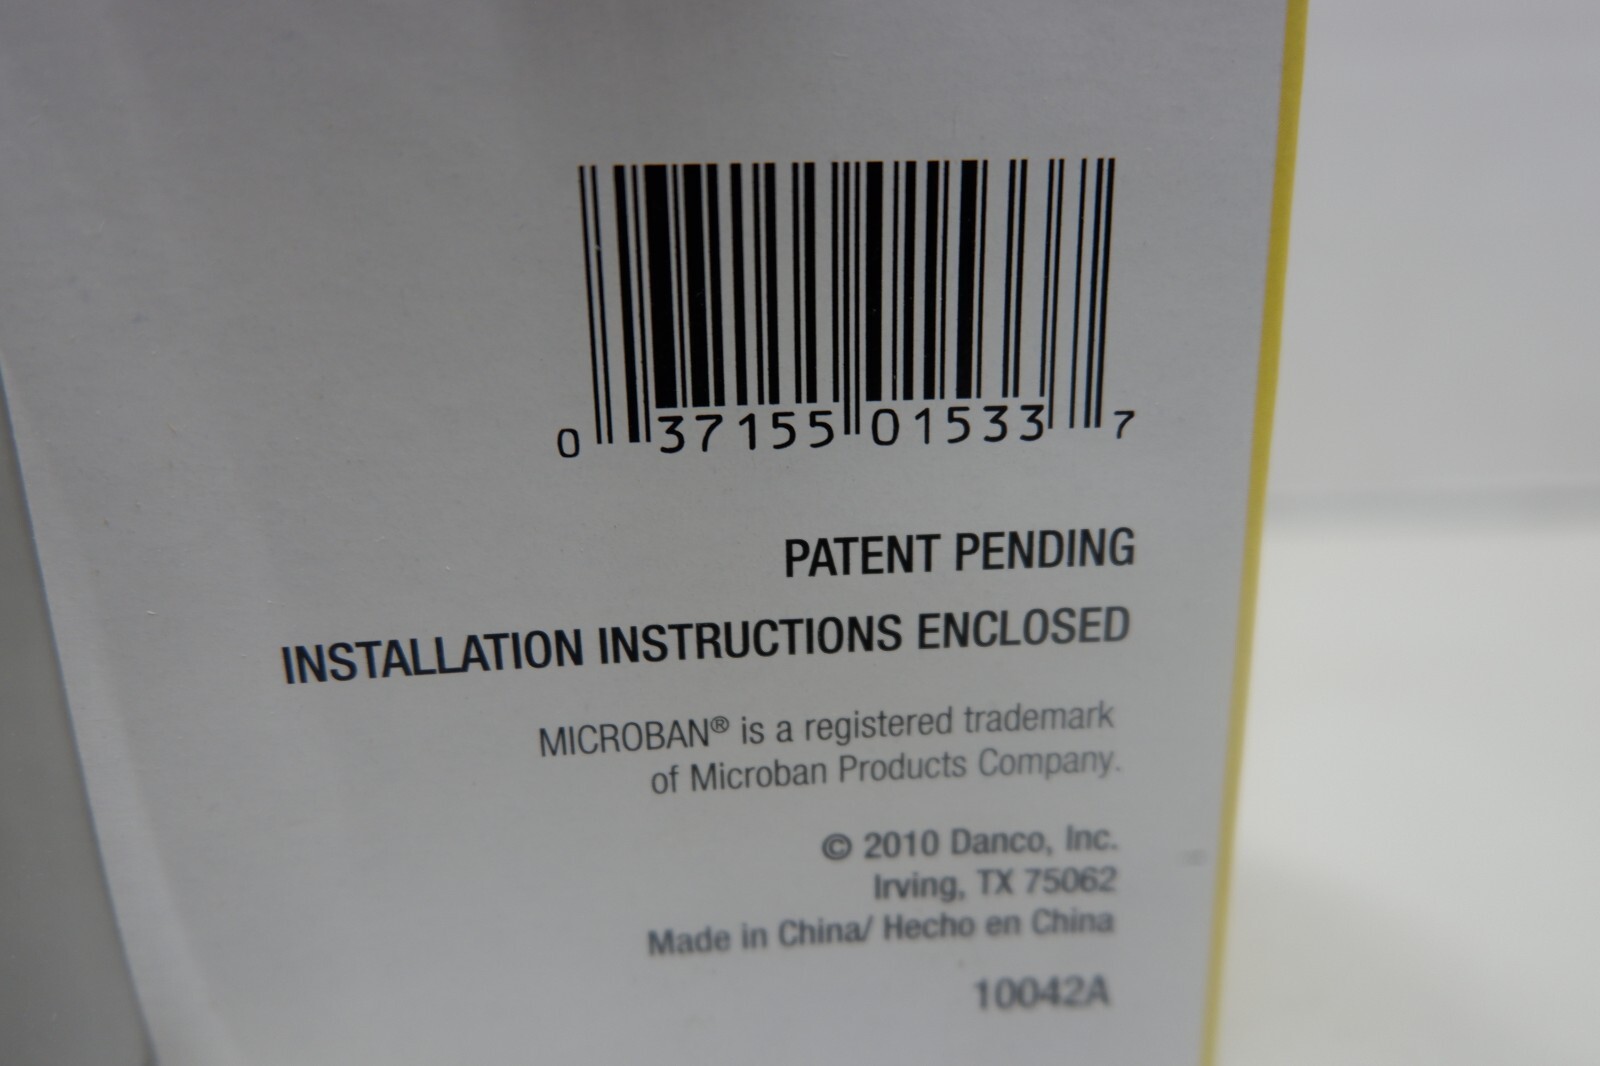 0 37155 01533 7
PATENT PENDING
INSTALLATION INSTRUCTIONS ENCLOSED
MICROBAN® is a registered trademark
of Microban Products Company.
© 2010 Danco, Inc.
Irving, TX 75062
Made in China/ Hecho en China
10042A